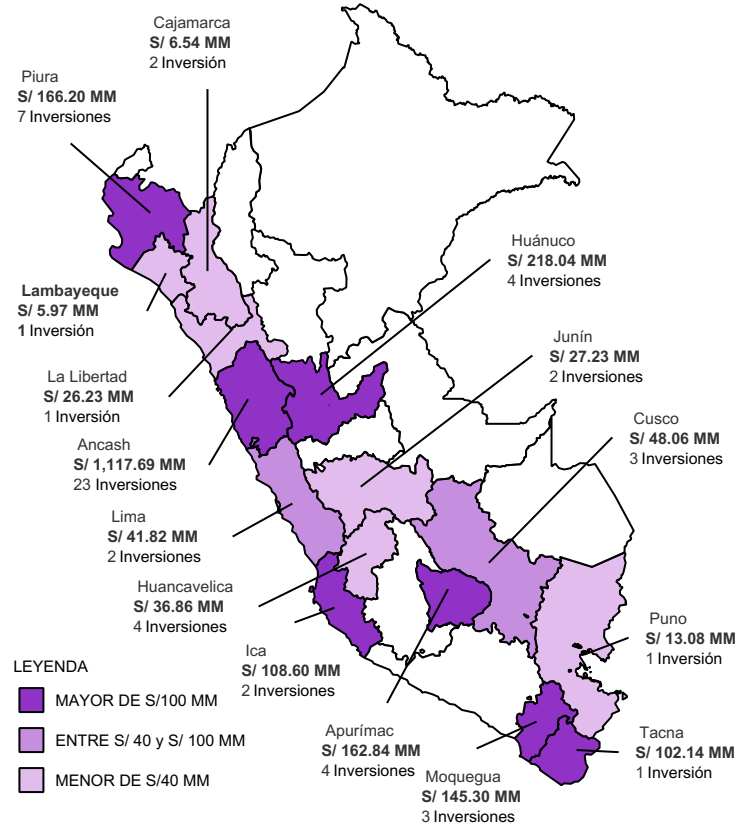 Cajamarca
S/ 6.54 MM
2 Inversión
Piura
S/ 166.20 MM
7 Inversiones
Huánuco
S/ 218.04 MM
4 Inversiones
Lambayeque
S/ 5.97 MM
1 Inversión
Junín
S/ 27.23 MM
2 Inversiones
La Libertad
S/ 26.23 MM
1 Inversión
Cusco
S/ 48.06 MM
3 Inversiones
Ancash
S/ 1,117.69 MM
23 Inversiones
Lima
S/ 41.82 MM
2 Inversiones
Huancavelica
S/ 36.86 MM
4 Inversiones
Puno
S/ 13.08 MM
1 Inversión
Ica
S/ 108.60 MM
2 Inversiones
LEYENDA
MAYOR DE S/100 MM
ENTRE S/ 40 y S/ 100 MM
MENOR DE S/40 MM
Apurímac
S/ 162.84 MM
4 Inversiones
Tacna
S/ 102.14 MM
1 Inversión
Moquegua
S/ 145.30 MM
3 Inversiones